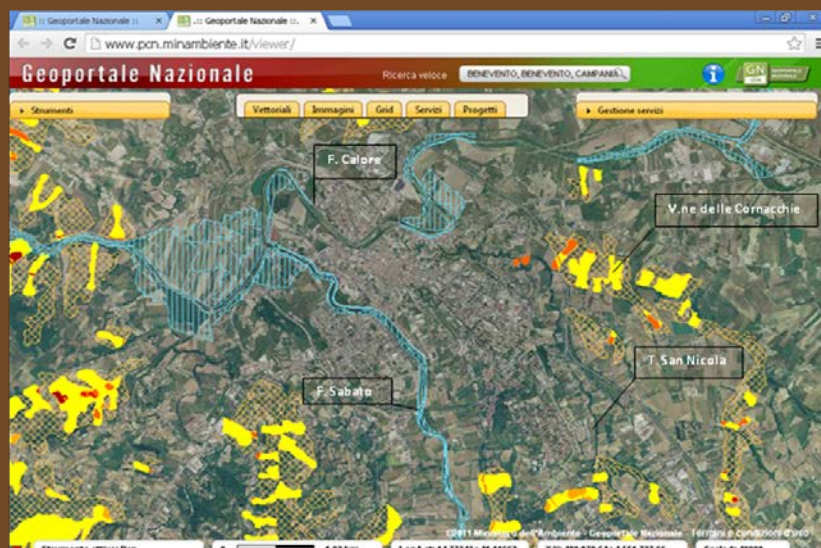 .:: Geoportale Nazionale ::.
.:: Geoportale Nazionale ::.
www.pcn.minambiente.it/viewer/
Geoportale Nazionale
Ricerca veloce
BENEVENTO, BENEVENTO, CAMPANIA
GN
Strumenti
Vettoriali
Immagini
Grid
Servizi
Progetti
Gestione servizi
F. Calore
V.ne delle Cornacchie
T. San Nicola
F. Sabato
©2011 Ministero dell'Ambiente - Geoportale Nazionale - Termini e condizioni d'uso